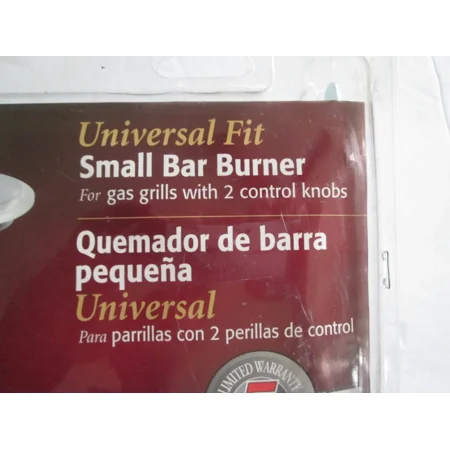 Universal Fit
Small Bar Burner
For gas grills with 2 control knobs
Quemador de barra
pequeña
Universal
Para parrillas con 2 perillas de control
LIMITED WARRANTY
5